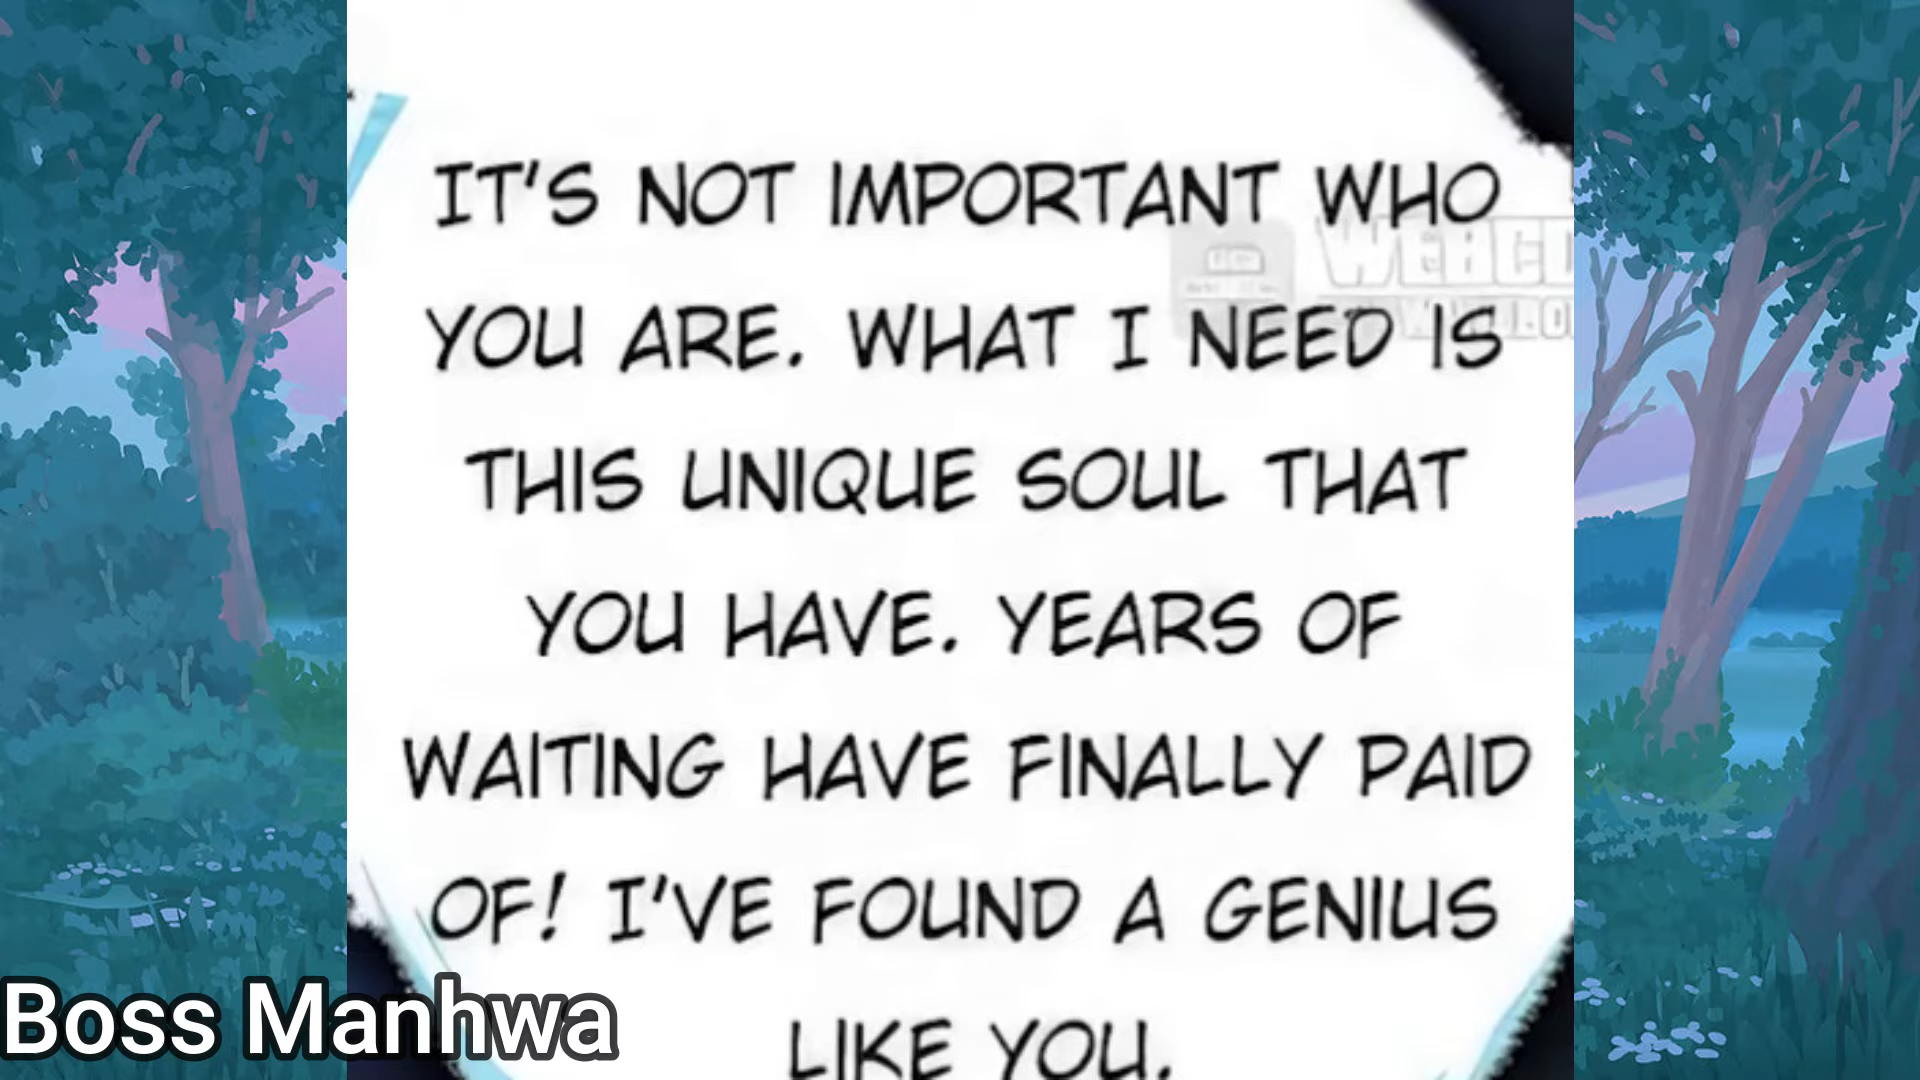 IT'S NOT IMPORTANT WHO
YOU ARE. WHAT I NEED IS
THIS UNIQUE SOUL THAT
YOU HAVE. YEARS OF
WAITING HAVE FINALLY PAID
OF! I'VE FOUND A GENIUS
LIKE YOU.
Boss Manhwa